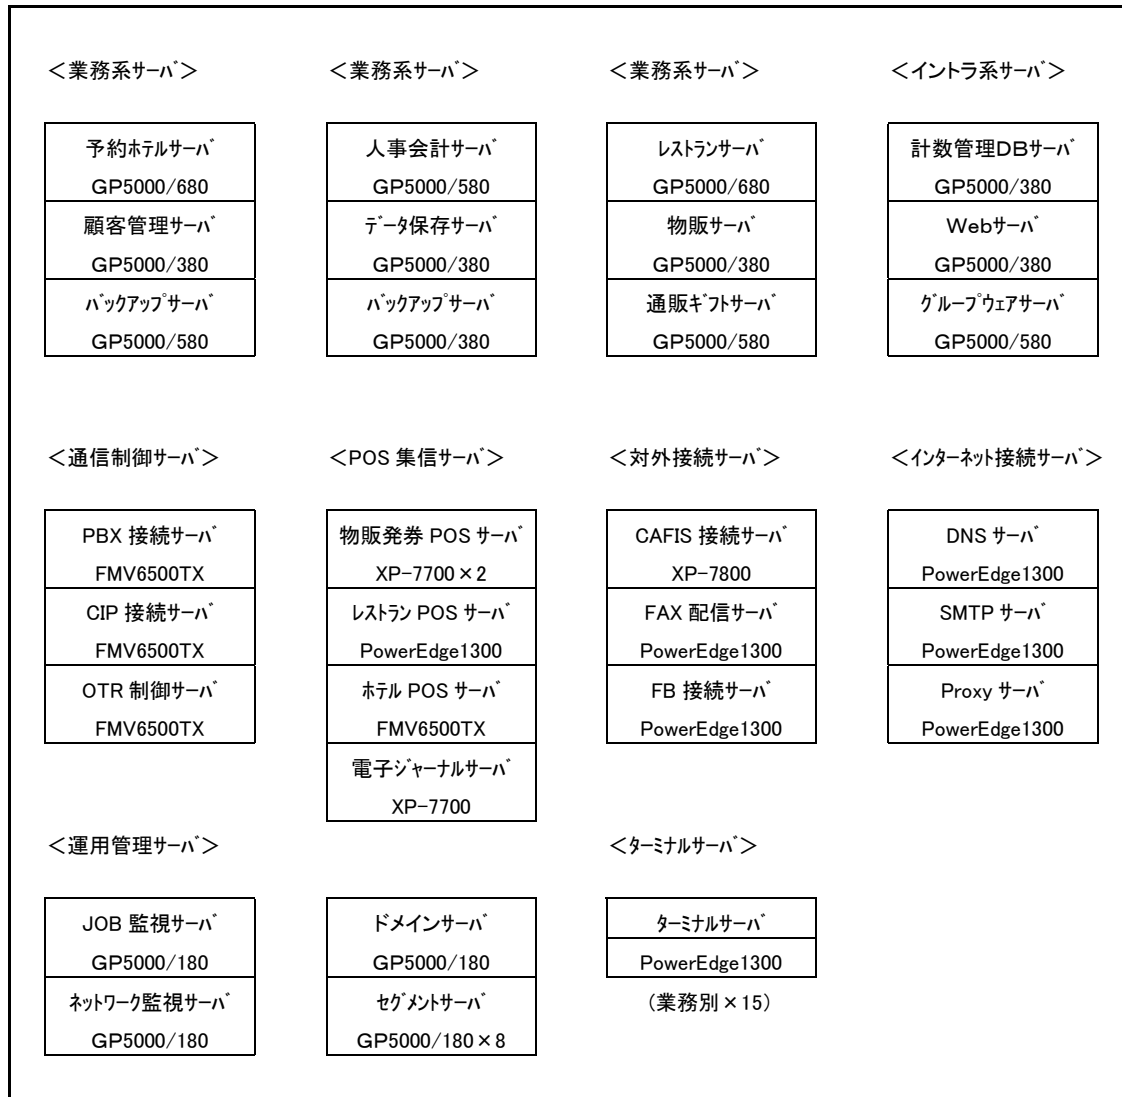 <業務系サーバ>
<業務系サーバ>
<業務系サーバ>
<イントラ系サーバ>
予約ホテルサーバ
GP5000/680
顧客管理サーバ
GP5000/380
バックアップサーバ
GP5000/580
人事会計サーバ
GP5000/580
データ保存サーバ
GP5000/380
バックアップサーバ
GP5000/380
レストランサーバ
GP5000/680
物販サーバ
GP5000/380
通販ギフトサーバ
GP5000/580
計数管理DBサーバ
GP5000/380
Webサーバ
GP5000/380
グループウェアサーバ
GP5000/580
<通信制御サーバ>
<POS 集信サーバ>
<対外接続サーバ>
<インターネット接続サーバ>
PBX 接続サーバ
FMV6500TX
CIP 接続サーバ
FMV6500TX
OTR 制御サーバ
FMV6500TX
物販発券 POS サーバ
XP-7700×2
レストラン POS サーバ
PowerEdge1300
ホテル POS サーバ
FMV6500TX
電子ジャーナルサーバ
XP-7700
CAFIS 接続サーバ
XP-7800
FAX 配信サーバ
PowerEdge1300
FB 接続サーバ
PowerEdge1300
DNS サーバ
PowerEdge1300
SMTP サーバ
PowerEdge1300
Proxy サーバ
PowerEdge1300
<運用管理サーバ>
<ターミナルサーバ>
JOB 監視サーバ
GP5000/180
ネットワーク監視サーバ
GP5000/180
ドメインサーバ
GP5000/180
セグメントサーバ
GP5000/180×8
ターミナルサーバ
PowerEdge1300
(業務別×15)